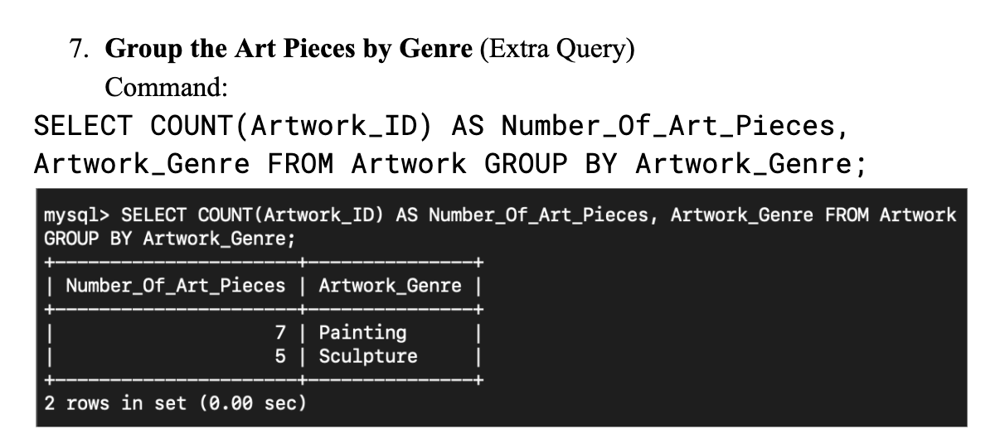 7. Group the Art Pieces by Genre (Extra Query)
Command:
SELECT COUNT(Artwork_ID) AS Number_Of_Art_Pieces,
Artwork_Genre FROM Artwork GROUP BY Artwork_Genre;
mysql> SELECT COUNT(Artwork_ID) AS Number_Of_Art_Pieces, Artwork_Genre FROM Artwork
GROUP BY Artwork_Genre;
+----------------------+---------------+
| Number_Of_Art_Pieces | Artwork_Genre |
+----------------------+---------------+
|                    7 | Painting      |
|                    5 | Sculpture     |
+----------------------+---------------+
2 rows in set (0.00 sec)